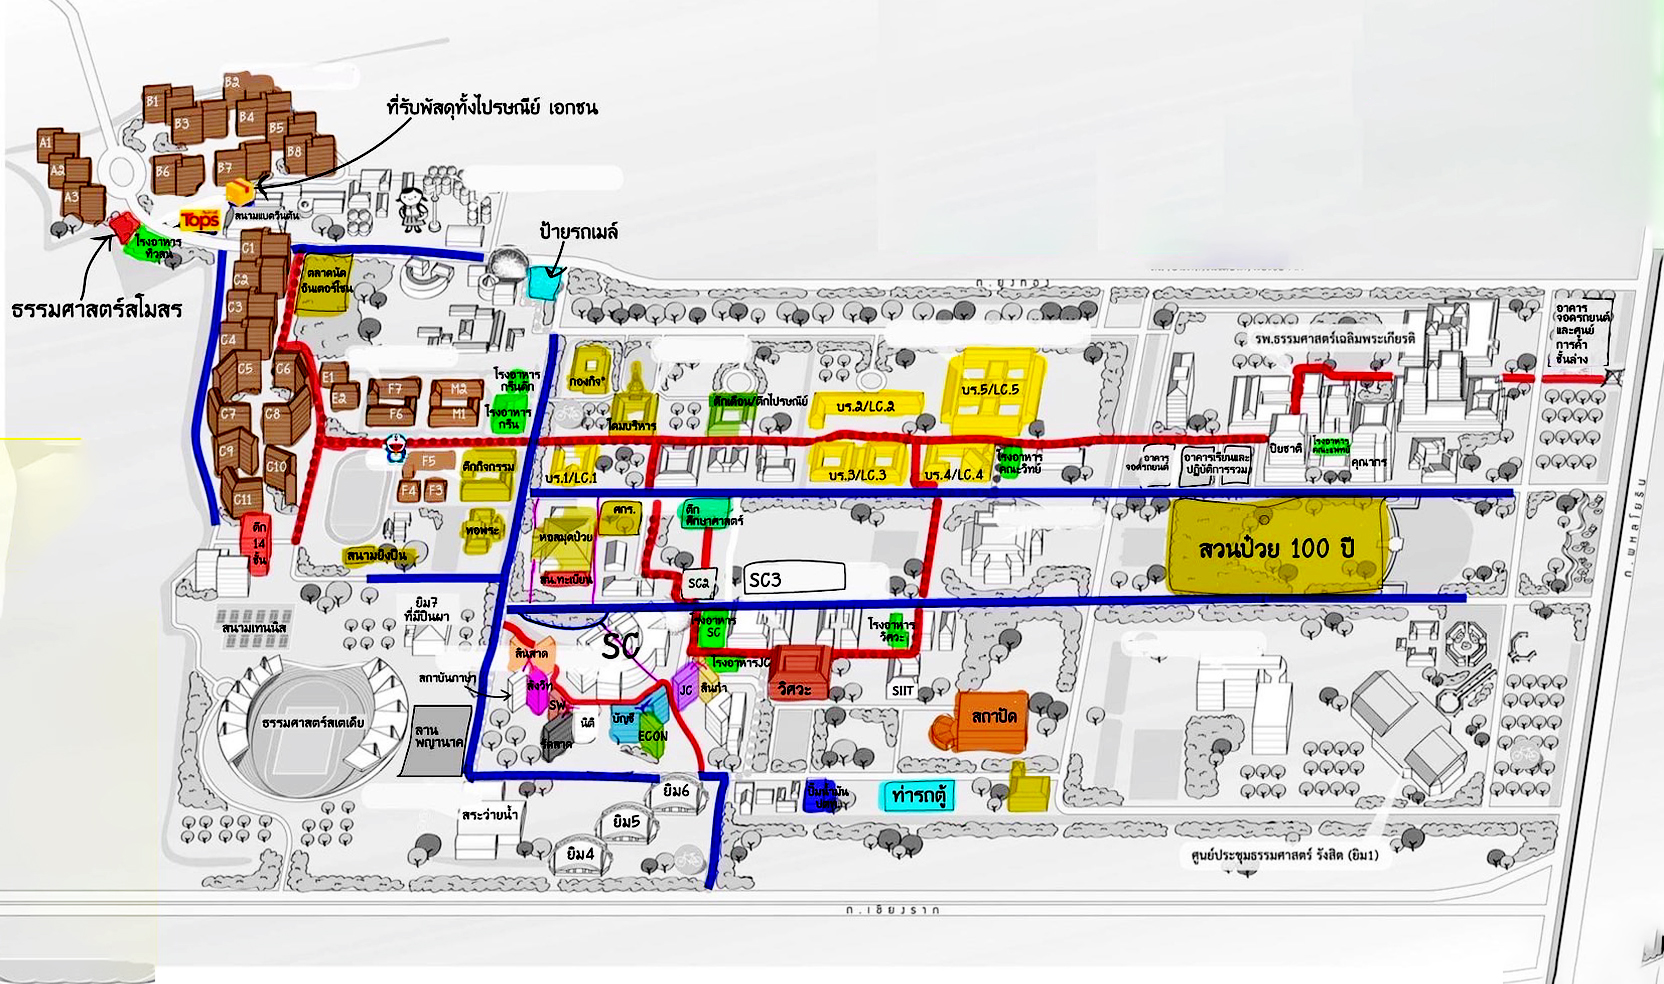 B2
B1
B3
B4
B5
B8
B6
B7
A1
A2
A3
ที่รับพัสดุทั้งไปรษณีย์ เอกชน
Tops
สนามแบดมินตัน
โรงอาหาร
ทิวสน
ธรรมศาสตร์สโมสร
ป้ายรถเมล์
C1
C2
C3
C4
C5
C6
C7
C8
C9
C10
C11
ตลาดนัด
อินเตอร์โซน
E1
E2
F7
F6
M2
M1
โรงอาหาร
กรีนตึก
โรงอาหาร
กรีน
F5
F4
F3
ตึกกิจกรรม
ตึก
14
ชั้น
หอพระ
สนามยิงปืน
กองกิจฯ
โดมบริหาร
ตึกเดือน/ตึกไปรษณีย์
บร.2/LC.2
บร.5/LC.5
บร.1/LC.1
บร.3/LC.3
บร.4/LC.4
โรงอาหาร
คณะวิทย์
อาคาร
จอดรถยนต์
อาคารเรียนและ
ปฏิบัติการรวม
ปิยชาติ
โรงอาหาร
คณะแพทย์
คุณากร
รพ.ธรรมศาสตร์เฉลิมพระเกียรติ
อาคาร
จอดรถยนต์
และศูนย์
การค้า
ชั้นล่าง
ถ.ยูงทอง
ถ.พหลโยธิน
หอสมุดป๋วย
สน.ทะเบียน
ศกร.
ตึก
ศึกษาศาสตร์
SC2
SC3
สวนป๋วย 100 ปี
สนามเทนนิส
ยิม7
ที่มีปีนผา
SC
โรงอาหาร
SC
โรงอาหาร
วิศวะ
โรงอาหารJC
ศิลปศาสตร์
สถาบันภาษา
สังวิท
SW
รัดสาด
นิติ
บัญชี
ECON
JC
สินกำ
วิศวะ
SIIT
สถาปัด
ธรรมศาสตร์สเตเดียม
ลาน
พญานาค
สระว่ายน้ำ
ยิม6
ยิม5
ยิม4
ปั๊มน้ำมัน
ท่ารถตู้
ศูนย์ประชุมธรรมศาสตร์ รังสิต (ยิม1)
ถ.เชียงราก